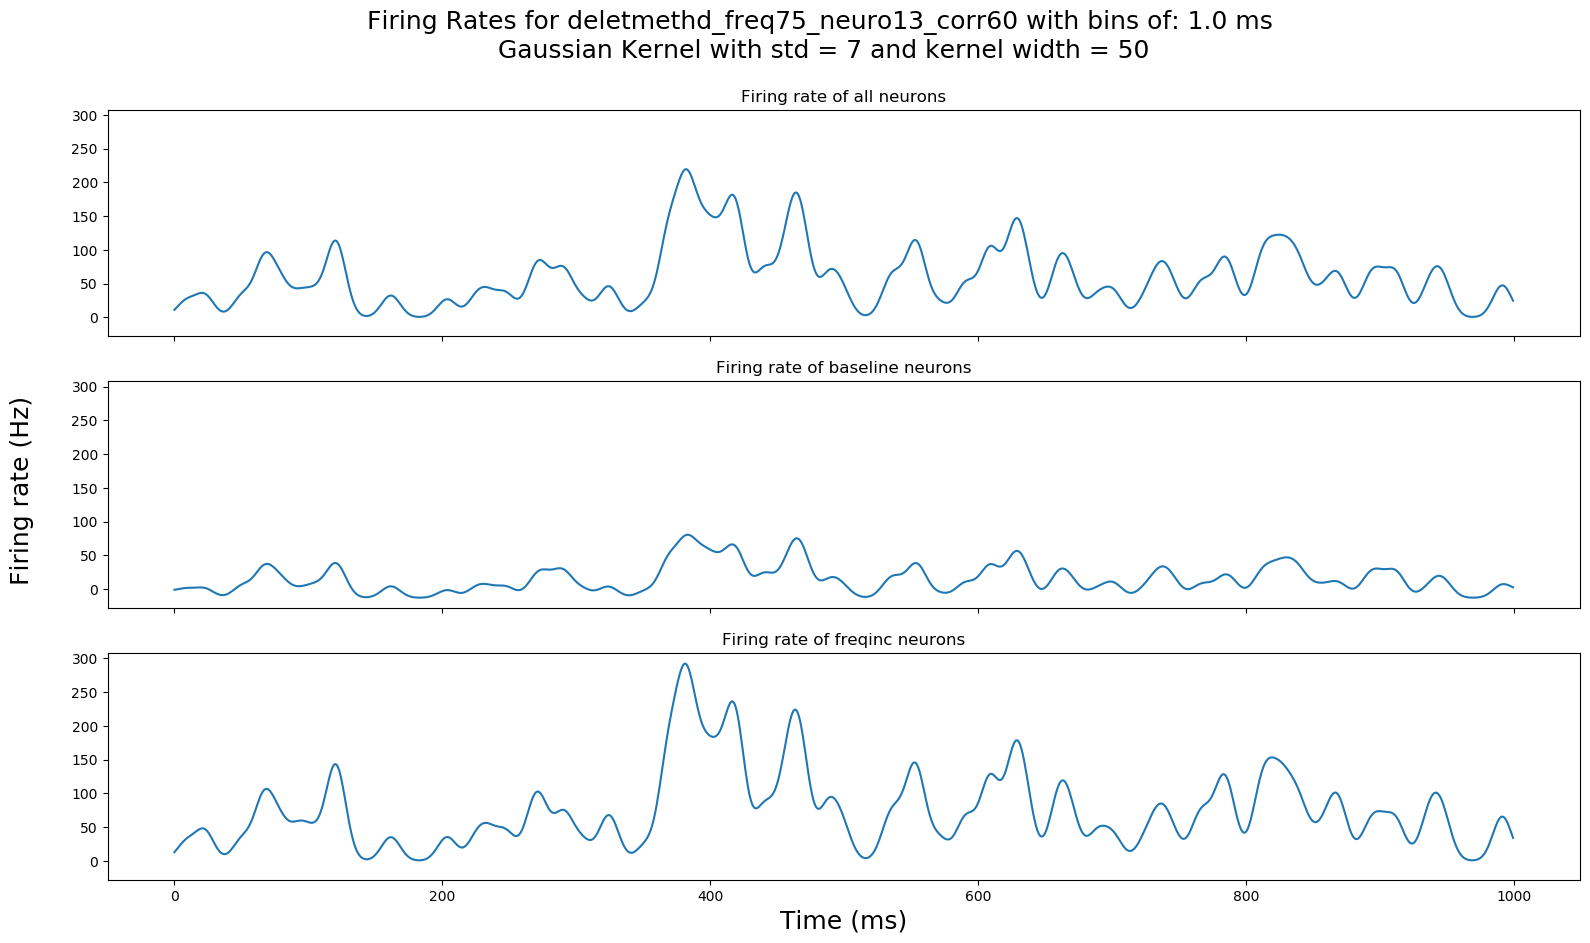 Firing Rates for deletmethd_freq75_neuro13_corr60 with bins of: 1.0 ms
Gaussian Kernel with std = 7 and kernel width = 50
Firing rate of all neurons
300
250
200
150
100
50
0
Firing rate of baseline neurons
300
250
200
150
100
50
0
Firing rate (Hz)
Firing rate of freqinc neurons
300
250
200
150
100
50
0
0 200 400 600 800 1000
Time (ms)